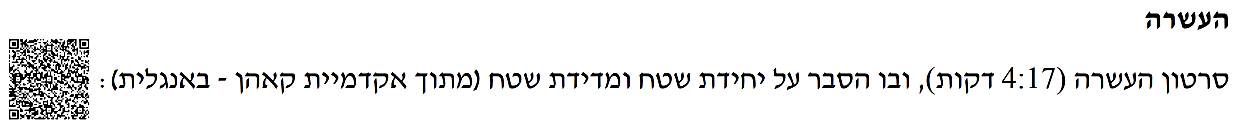 העשרה
סרטון העשרה (4:17 דקות), ובו הסבר על יחידת שטח ומדידת שטח (מתוך אקדמיית קאהן - באנגלית):